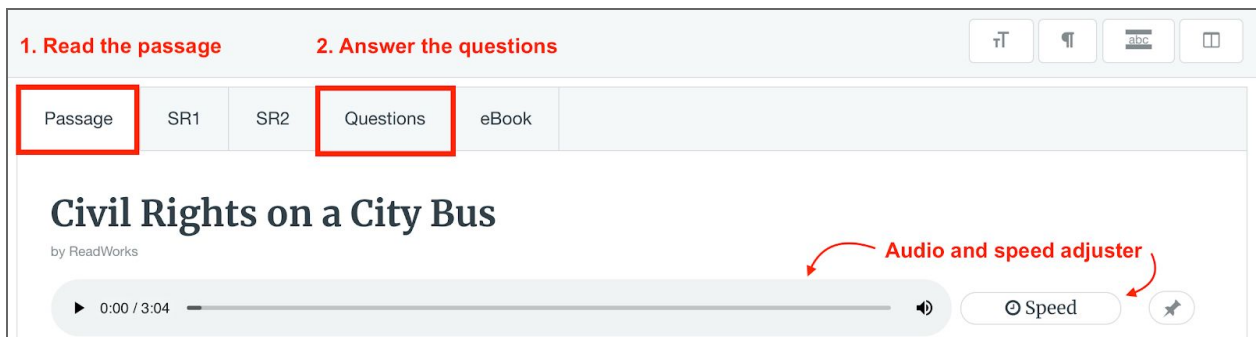 1. Read the passage 2. Answer the questions
abc
Passage SR1 SR2 Questions eBook
Civil Rights on a City Bus
by ReadWorks
Audio and speed adjuster
0:00 / 3:04 Speed